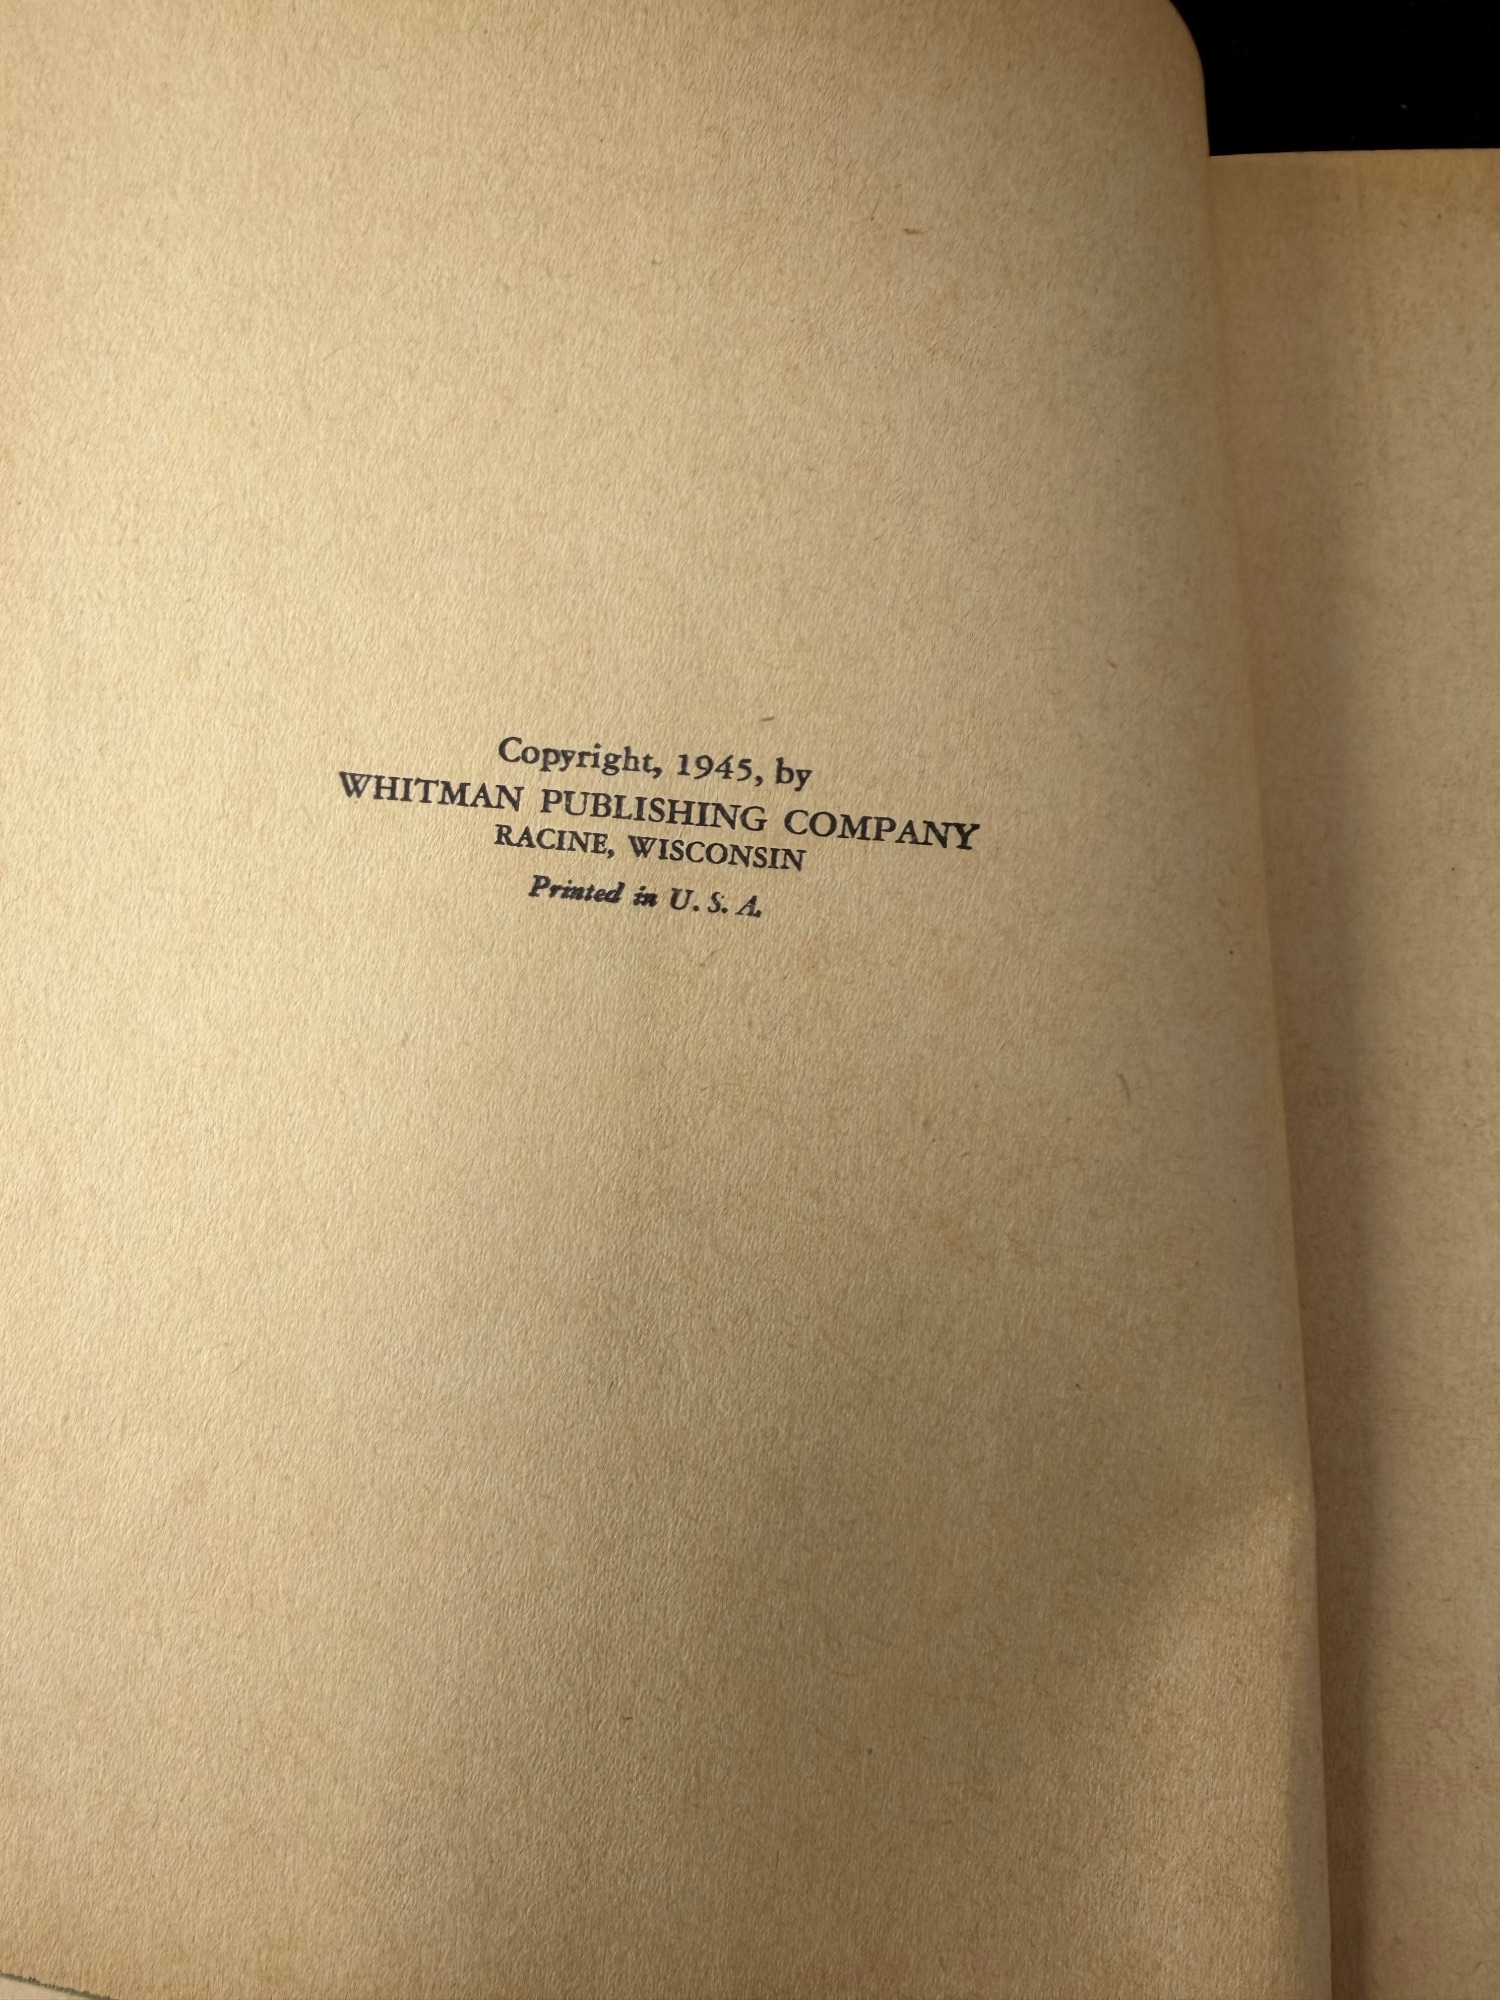 Copyright, 1945, by
WHITMAN PUBLISHING COMPANY
RACINE, WISCONSIN
Printed in U. S. A.